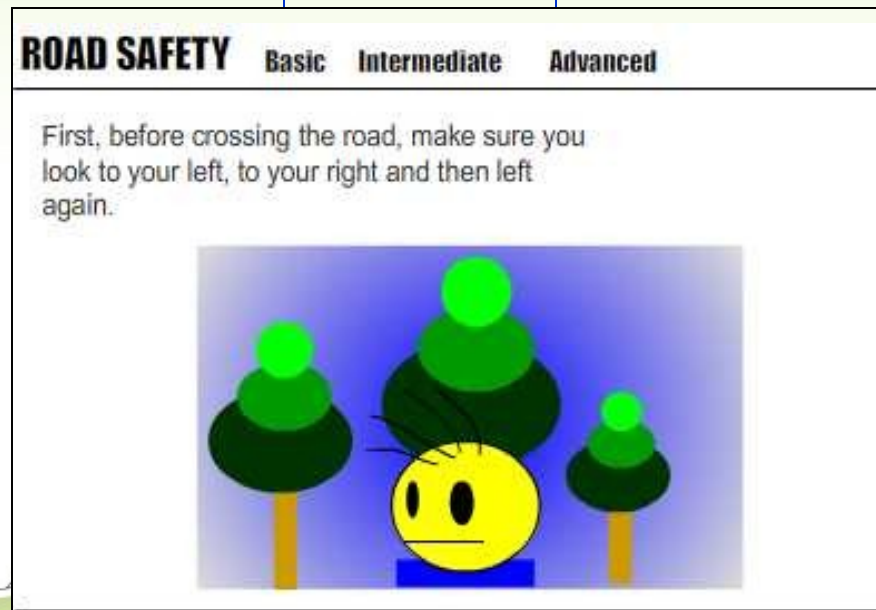 ROAD SAFETY Basic Intermediate Advanced
First, before crossing the road, make sure you
look to your left, to your right and then left
again.